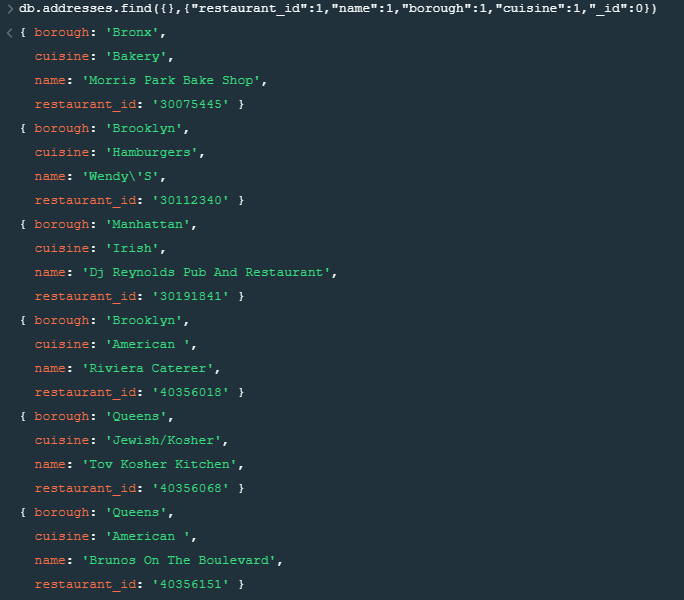 > db.addresses.find({},{"restaurant_id":1,"name":1,"borough":1,"cuisine":1,"_id":0})
< { borough: 'Bronx',
cuisine: 'Bakery',
name: 'Morris Park Bake Shop',
restaurant_id: '30075445' }
{ borough: 'Brooklyn',
cuisine: 'Hamburgers',
name: 'Wendy\'S',
restaurant_id: '30112340' }
{ borough: 'Manhattan',
cuisine: 'Irish',
name: 'Dj Reynolds Pub And Restaurant',
restaurant_id: '30191841' }
{ borough: 'Brooklyn',
cuisine: 'American ',
name: 'Riviera Caterer',
restaurant_id: '40356018' }
{ borough: 'Queens',
cuisine: 'Jewish/Kosher',
name: 'Tov Kosher Kitchen',
restaurant_id: '40356068' }
{ borough: 'Queens',
cuisine: 'American ',
name: 'Brunos On The Boulevard',
restaurant_id: '40356151' }